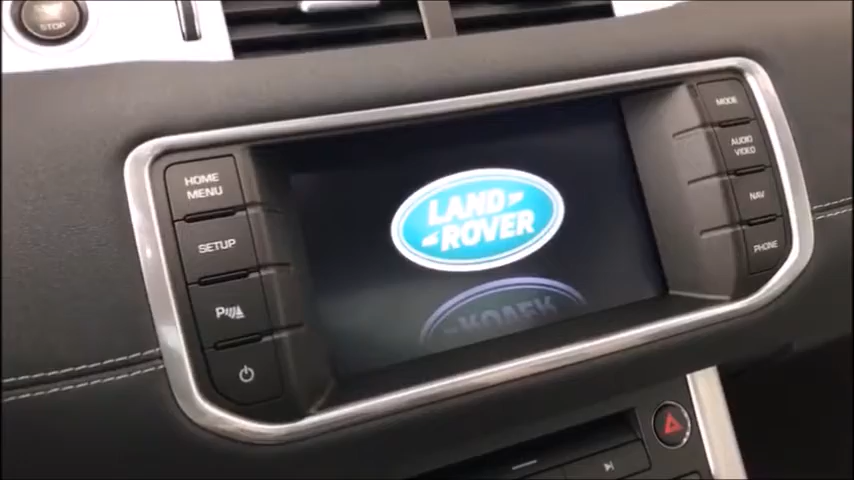 STOP
HOME
MENU
SETUP
P
LAND
ROVER
MODE
AUDIO
VIDEO
NAV
PHONE